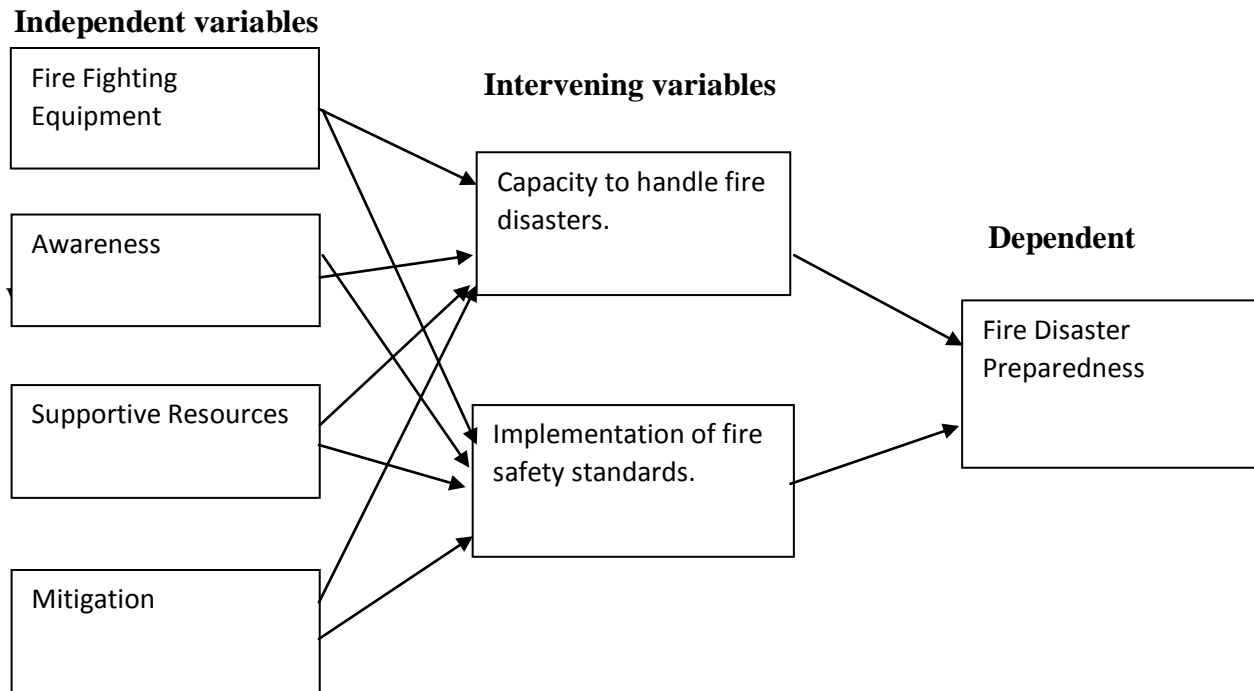 Independent variables
Fire Fighting
Equipment
Awareness
Supportive Resources
Mitigation
Intervening variables
Capacity to handle fire
disasters.
Implementation of fire
safety standards.
Dependent
Fire Disaster
Preparedness